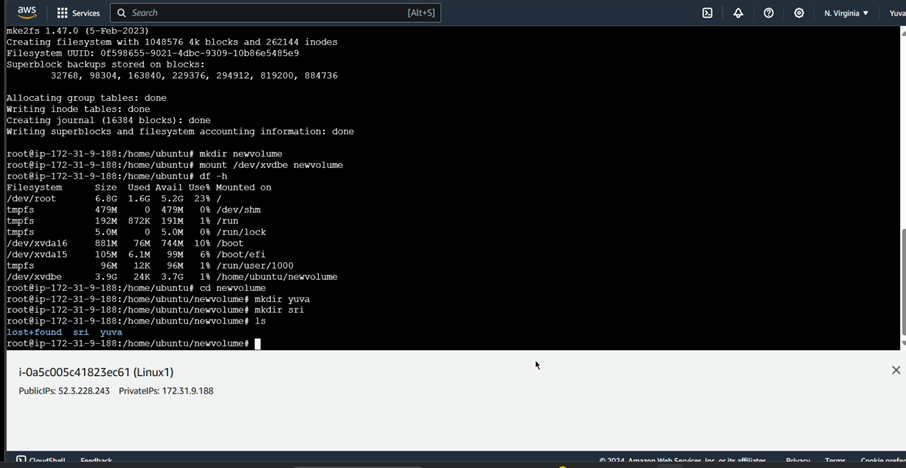 aws Services Search [Alt+S] N. Virginia Yuva
mke2fs 1.47.0 (5-Feb-2023)
Creating filesystem with 1048576 4k blocks and 262144 inodes
Filesystem UUID: 0f598655-9021-4dbc-9309-10b86e5485e9
Superblock backups stored on blocks:
32768, 98304, 163840, 229376, 294912, 819200, 884736
Allocating group tables: done
Writing inode tables: done
Creating journal (16384 blocks): done
Writing superblocks and filesystem accounting information: done
root@ip-172-31-9-188:/home/ubuntu# mkdir newvolume
root@ip-172-31-9-188:/home/ubuntu# mount /dev/xvdbe newvolume
root@ip-172-31-9-188:/home/ubuntu# df -h
Filesystem Size Used Avail Use% Mounted on
/dev/root 6.8G 1.6G 5.2G 23% /
tmpfs 479M 0 479M 0% /dev/shm
tmpfs 192M 872K 191M 1% /run
tmpfs 5.0M 0 5.0M 0% /run/lock
/dev/xvda16 881M 76M 744M 10% /boot
/dev/xvda15 105M 6.1M 99M 6% /boot/efi
tmpfs 96M 12K 96M 1% /run/user/1000
/dev/xvdbe 3.9G 24K 3.7G 1% /home/ubuntu/newvolume
root@ip-172-31-9-188:/home/ubuntu# cd newvolume
root@ip-172-31-9-188:/home/ubuntu/newvolume# mkdir yuva
root@ip-172-31-9-188:/home/ubuntu/newvolume# mkdir sri
root@ip-172-31-9-188:/home/ubuntu/newvolume# ls
lost+found sri yuva
root@ip-172-31-9-188:/home/ubuntu/newvolume#
i-0a5c005c41823ec61 (Linux1)
PublicIPs: 52.3.228.243 PrivateIPs: 172.31.9.188
CloudShell Feedback © 2024, Amazon Web Services, Inc. or its affiliates. Privacy Terms Cookie prefer